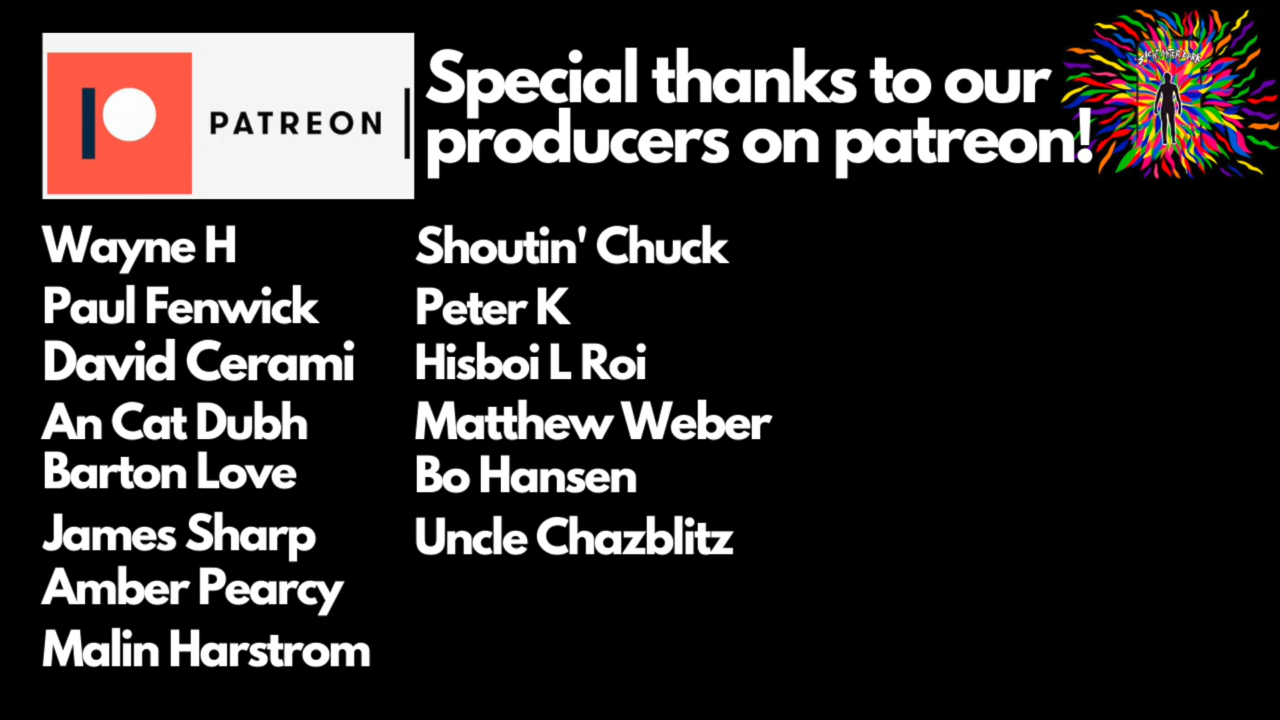 PATREON
Special thanks to our
producers on patreon!
Wayne H
Paul Fenwick
David Cerami
An Cat Dubh
Barton Love
James Sharp
Amber Pearcy
Malin Harstrom
Shoutin' Chuck
Peter K
Hisboi L Roi
Matthew Weber
Bo Hansen
Uncle Chazblitz